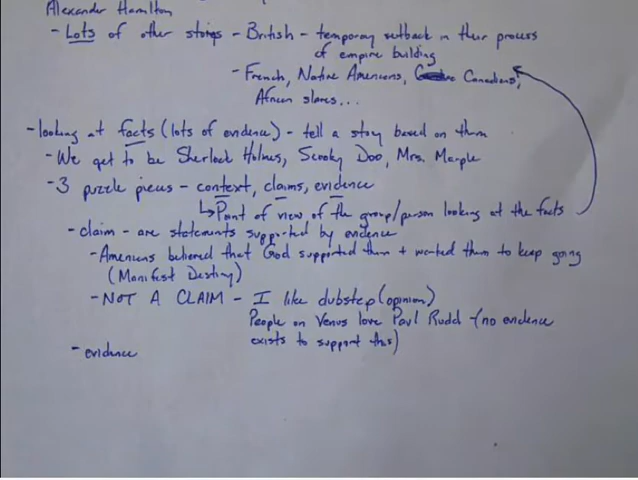 Alexander Hamilton
- Lots of other stories - British - temporary setback in their process
of empire building
- French, Native Americans, Canadians,
African slaves...
- looking at facts (lots of evidence) - tell a story based on them
- We get to be Sherlock Holmes, Scooby Doo, Mrs. Marple
- 3 puzzle pieces - context, claims, evidence
↳ Point of view of the group/person looking at the facts
- claim - are statements supported by evidence
- Americans believed that God supported them + wanted them to keep going
(Manifest Destiny)
- NOT A CLAIM - I like dubstep (opinion)
People on Venus love Paul Rudd - (no evidence
exists to support this)
- evidence